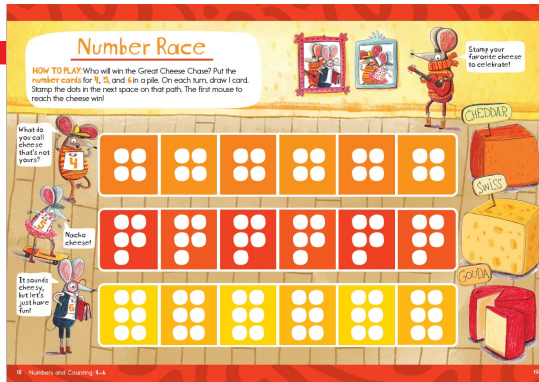 Number Race
HOW TO PLAY: Who will win the Great Cheese Chase? Put the
number cards for 4, 5, and 6 in a pile. On each turn, draw 1 card.
Stamp the dots in the next space on that path. The first mouse to
reach the cheese wins!
Stamp your
favorite cheese
to celebrate!
CHEDDAR
What do
you call
cheese
that's not
yours?
4
SWISS
5
Nacho
cheese!
GOUDA
It sounds
cheesy,
but let's
just have
fun!
6
18 Numbers and Counting: 4–6
19